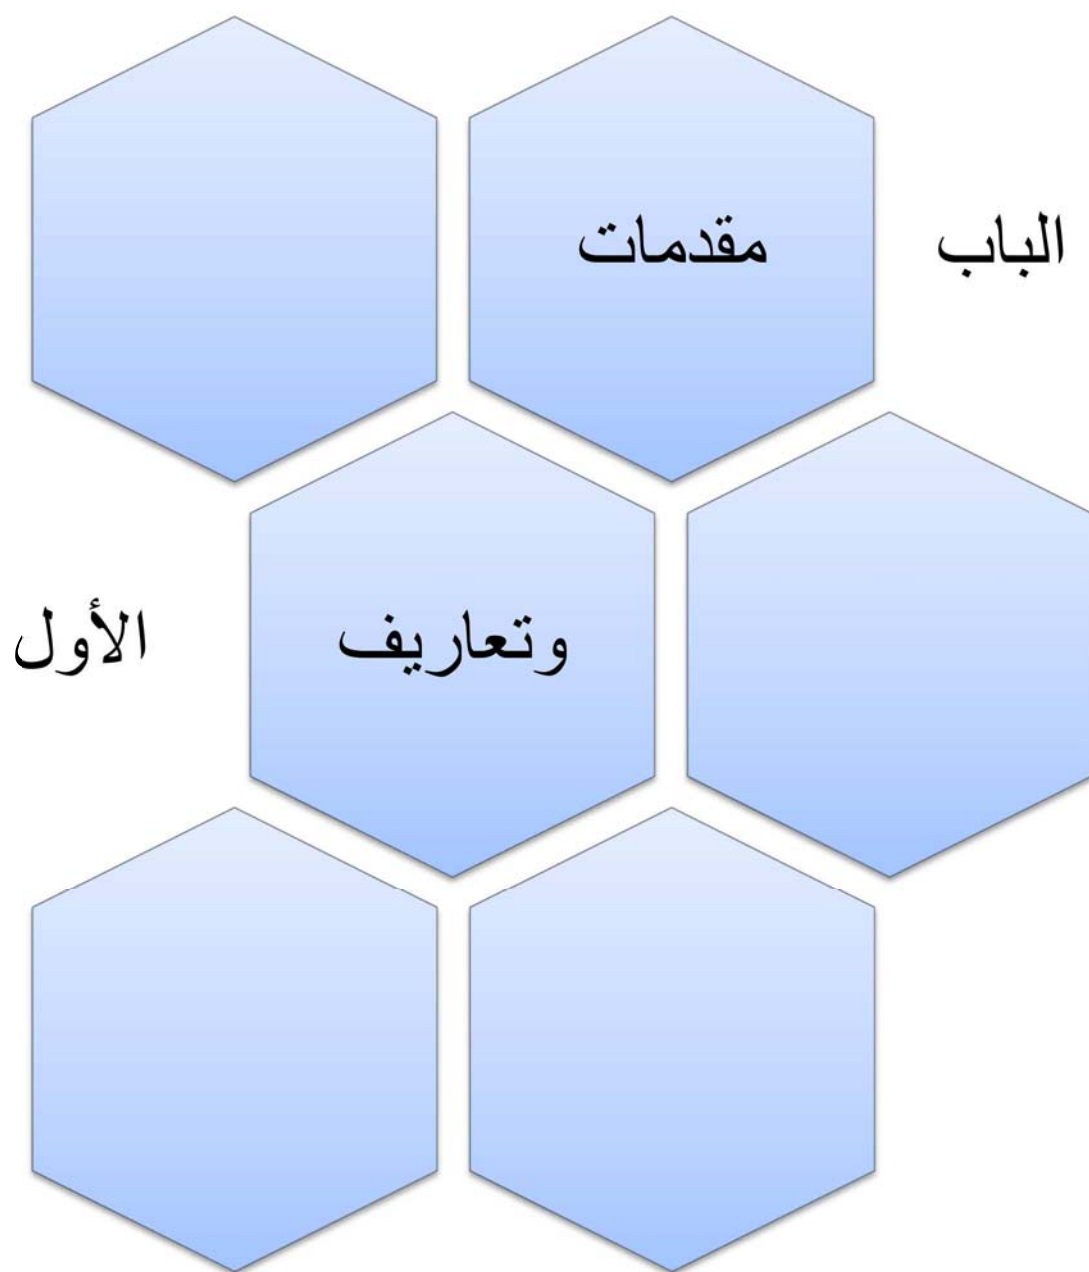 الباب
مقدمات
وتعاريف
الأول